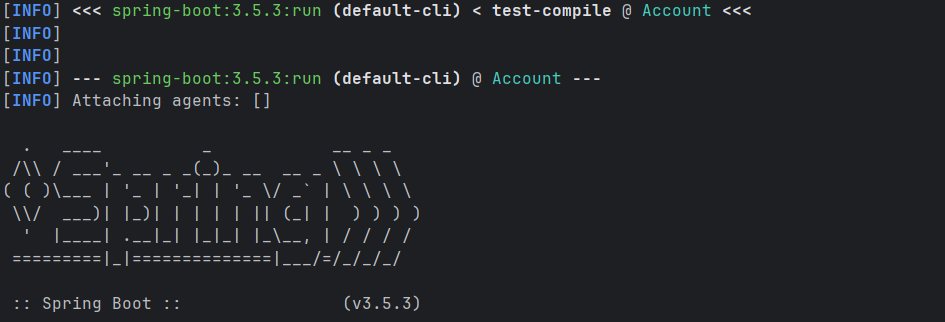 [INFO] <<< spring-boot:3.5.3:run (default-cli) < test-compile @ Account <<<
[INFO]
[INFO]
[INFO] --- spring-boot:3.5.3:run (default-cli) @ Account ---
[INFO] Attaching agents: []

  .   ____          _            __ _ _
 /\\ / ___'_ __ _ _(_)_ __  __ _ \ \ \ \
( ( )\___ | '_ | '_| | '_ \/ _` | \ \ \ \
 \\/  ___)| |_)| | | | | || (_| |  ) ) ) )
  '  |____| .__|_| |_|_| |_\__, | / / / /
 =========|_|==============|___/=/_/_/_/

 :: Spring Boot ::                (v3.5.3)